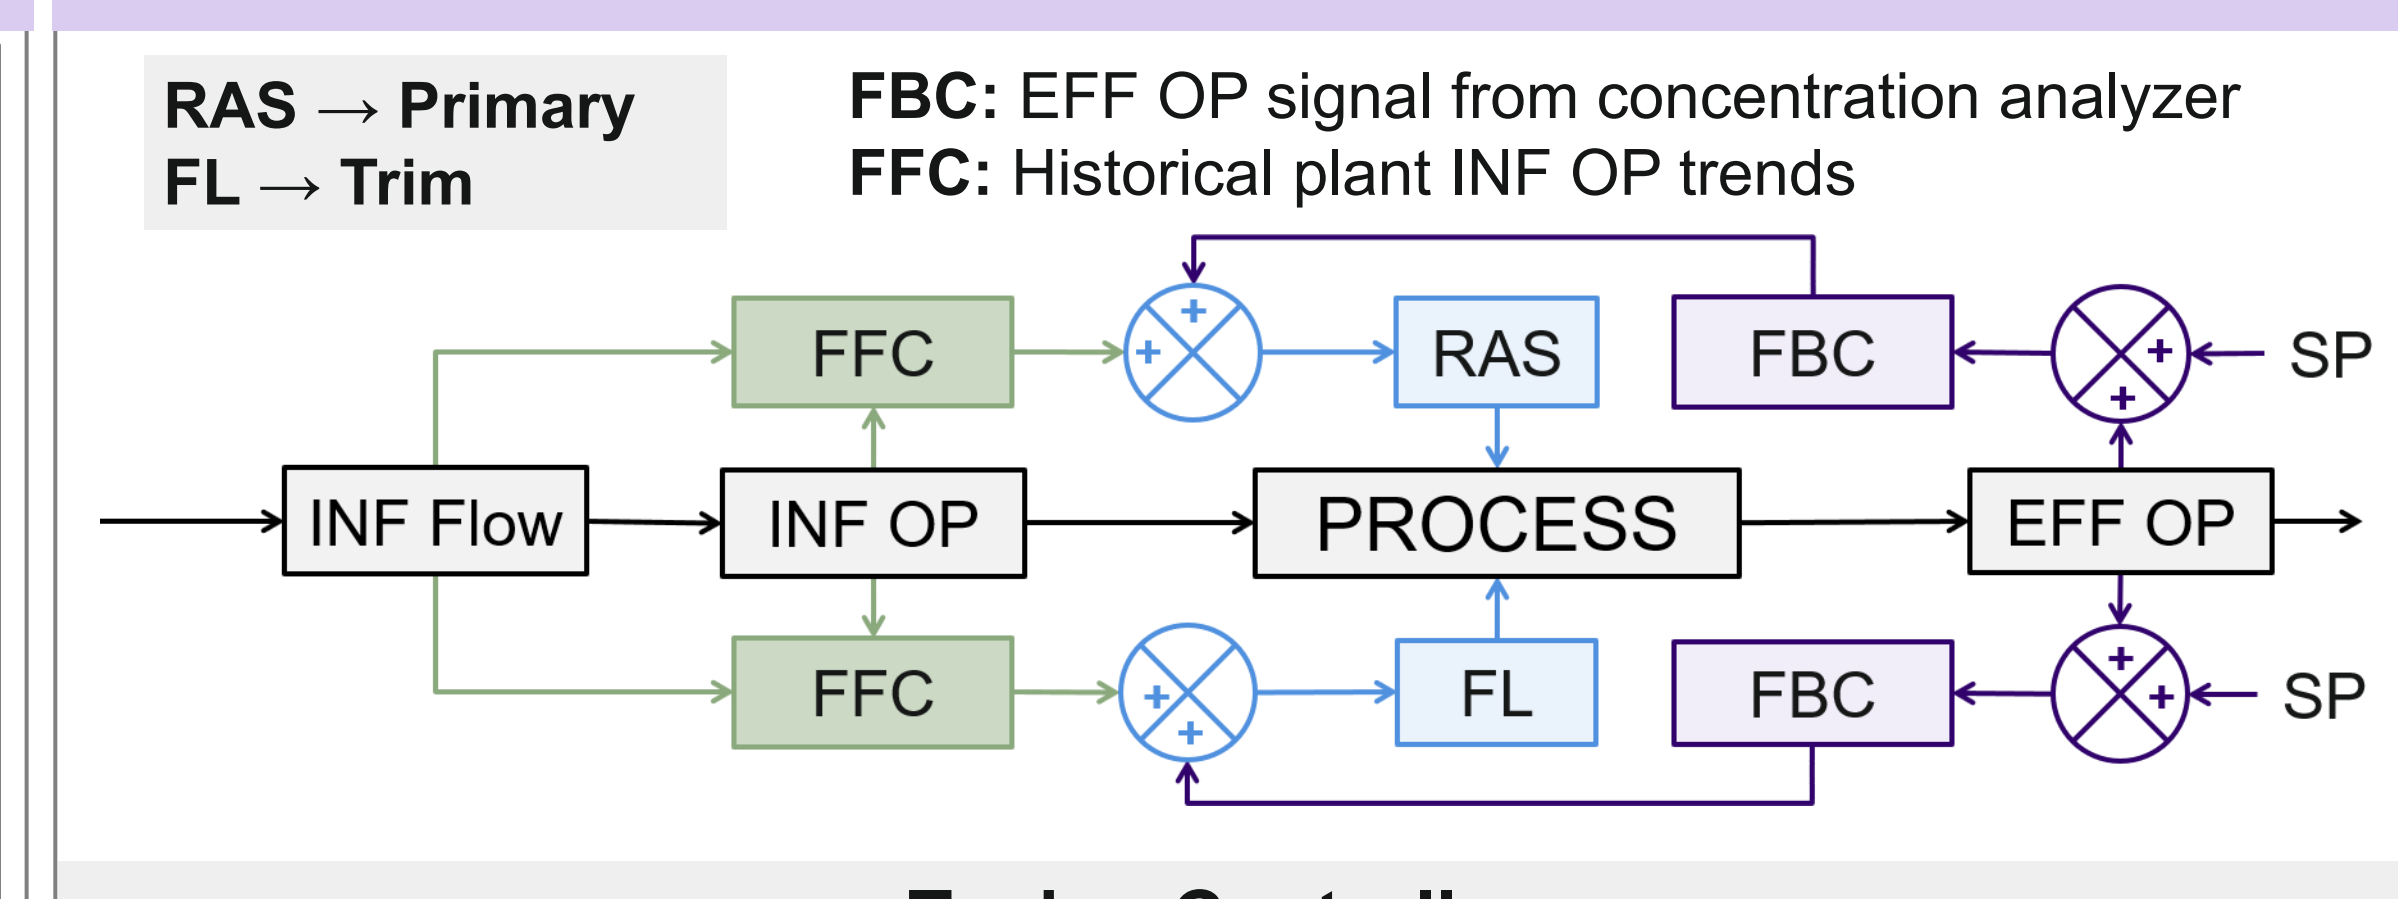 RAS → Primary
FL → Trim
FBC: EFF OP signal from concentration analyzer
FFC: Historical plant INF OP trends
FFC
+
+
RAS
FBC
+
+
SP
INF Flow
INF OP
PROCESS
EFF OP
FFC
+
+
FL
FBC
+
+
SP